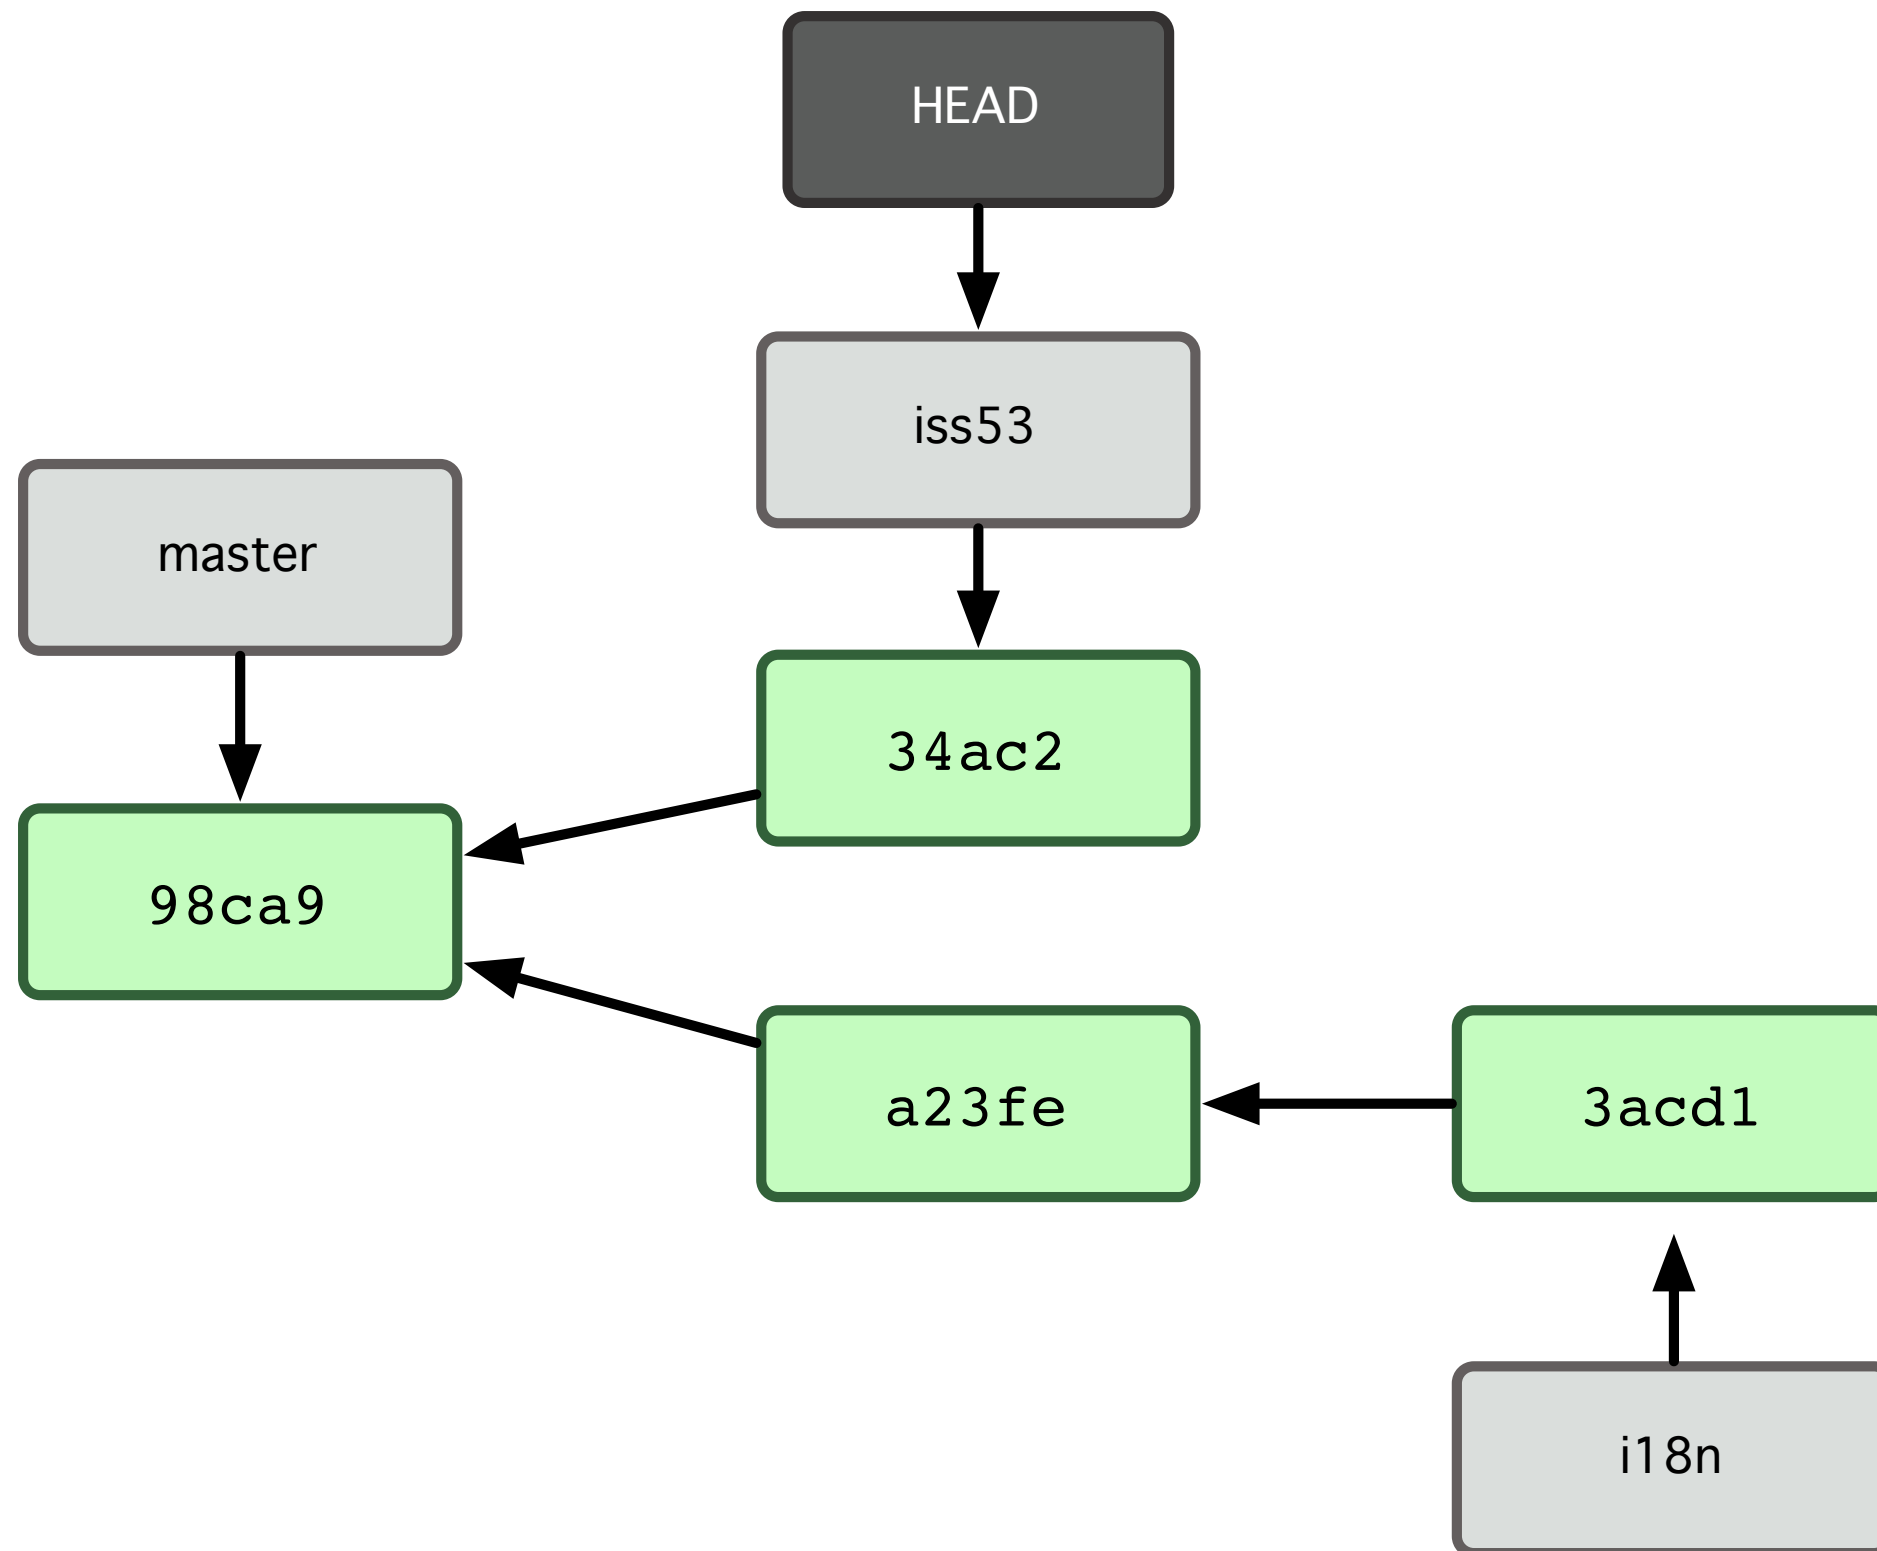 HEAD
iss53
master
34ac2
98ca9
a23fe
3acd1
i18n